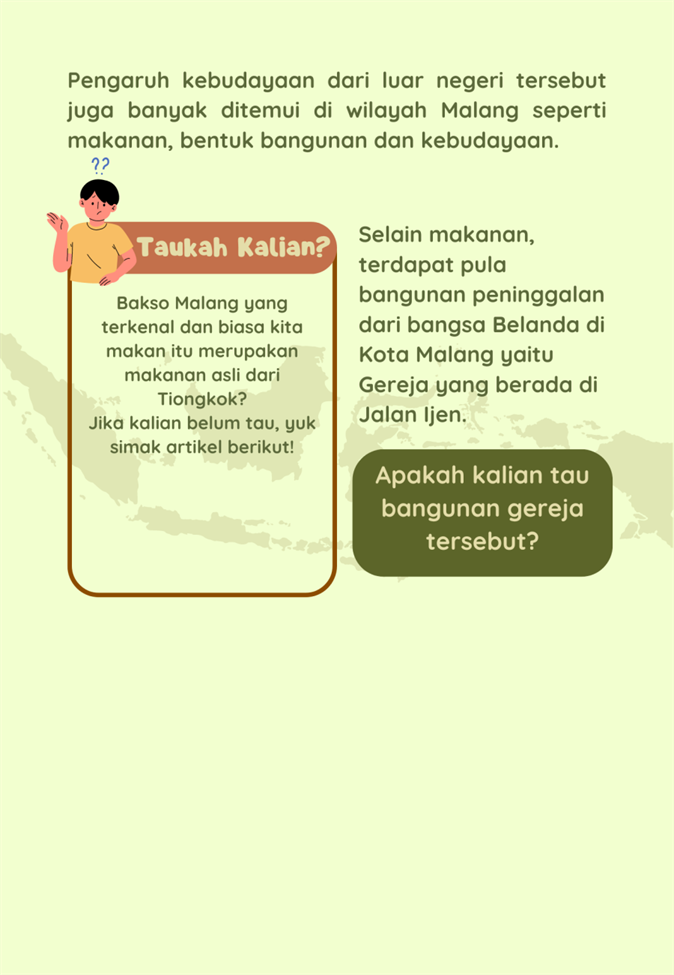 Pengaruh kebudayaan dari luar negeri tersebut
juga banyak ditemui di wilayah Malang seperti
makanan, bentuk bangunan dan kebudayaan.
??
Taukah Kalian?
Bakso Malang yang
terkenal dan biasa kita
makan itu merupakan
makanan asli dari
Tiongkok?
Jika kalian belum tau, yuk
simak artikel berikut!
Selain makanan,
terdapat pula
bangunan peninggalan
dari bangsa Belanda di
Kota Malang yaitu
Gereja yang berada di
Jalan Ijen.
Apakah kalian tau
bangunan gereja
tersebut?